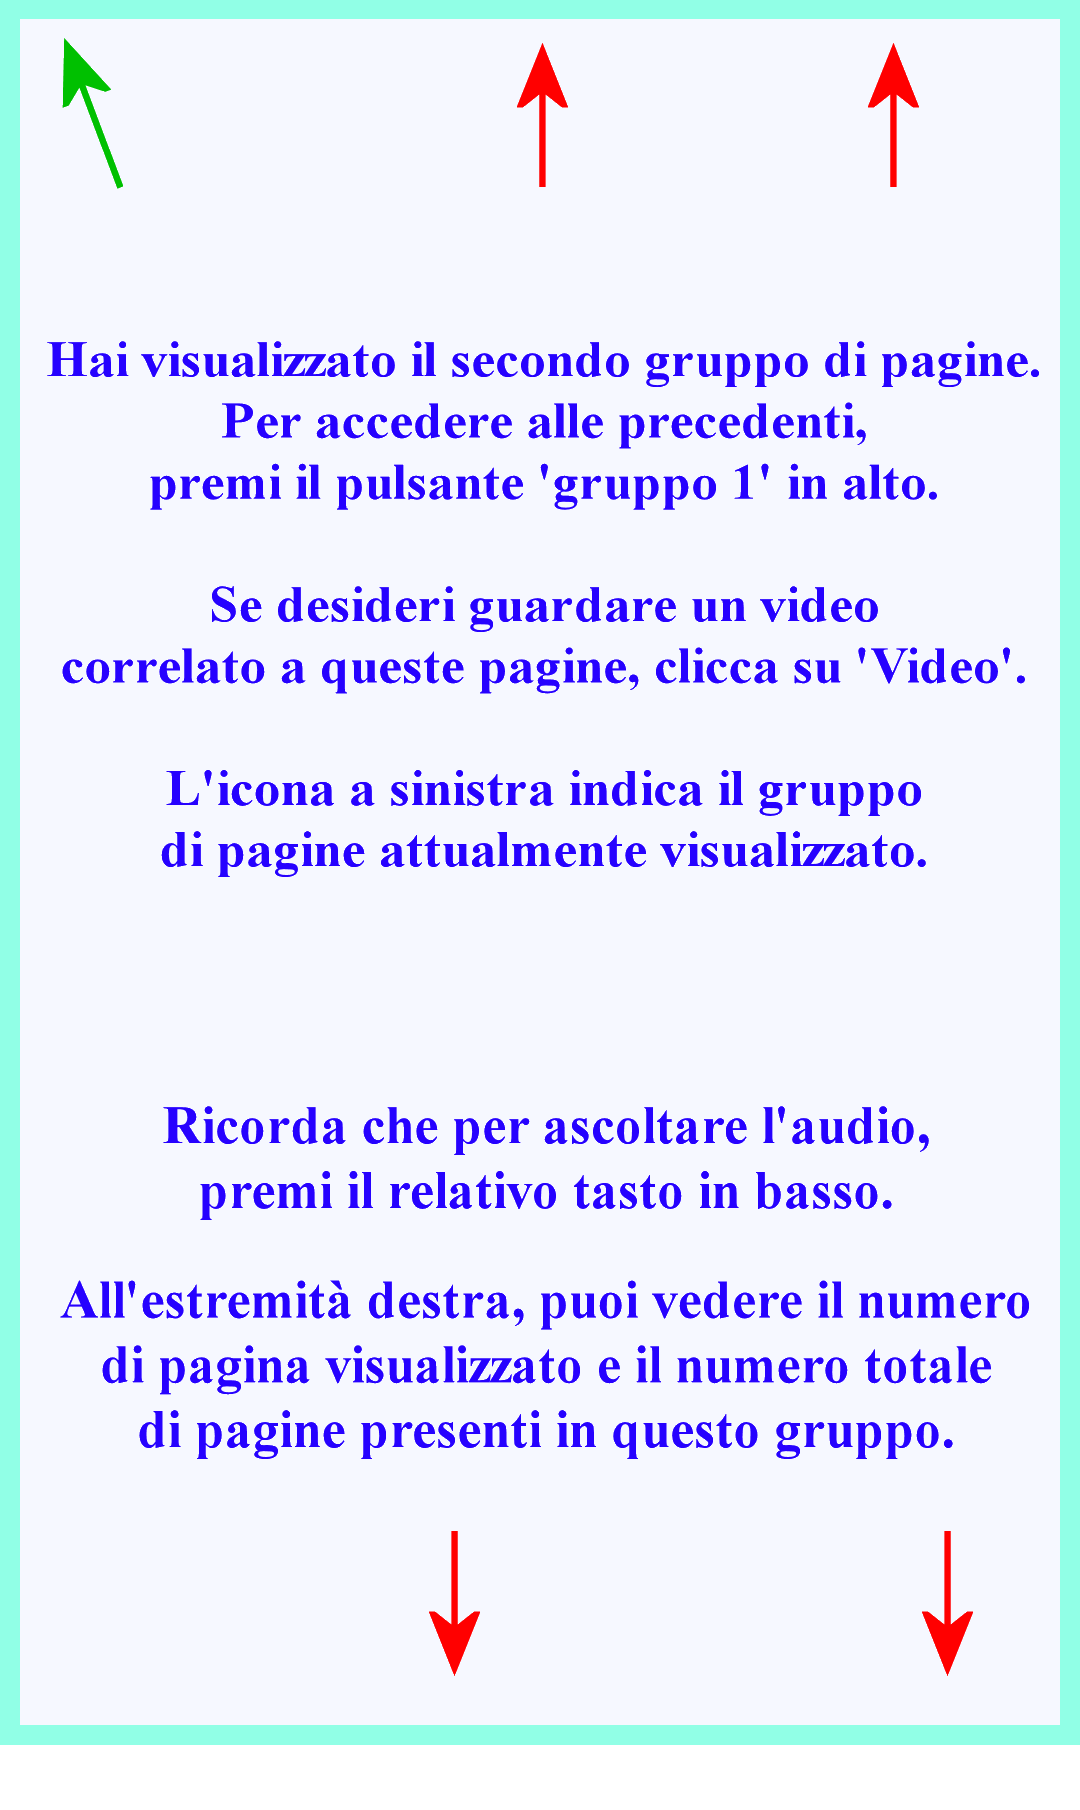 Hai visualizzato il secondo gruppo di pagine.
Per accedere alle precedenti,
premi il pulsante 'gruppo 1' in alto.
Se desideri guardare un video
correlato a queste pagine, clicca su 'Video'.
L'icona a sinistra indica il gruppo
di pagine attualmente visualizzato.
Ricorda che per ascoltare l'audio,
premi il relativo tasto in basso.
All'estremità destra, puoi vedere il numero
di pagina visualizzato e il numero totale
di pagine presenti in questo gruppo.